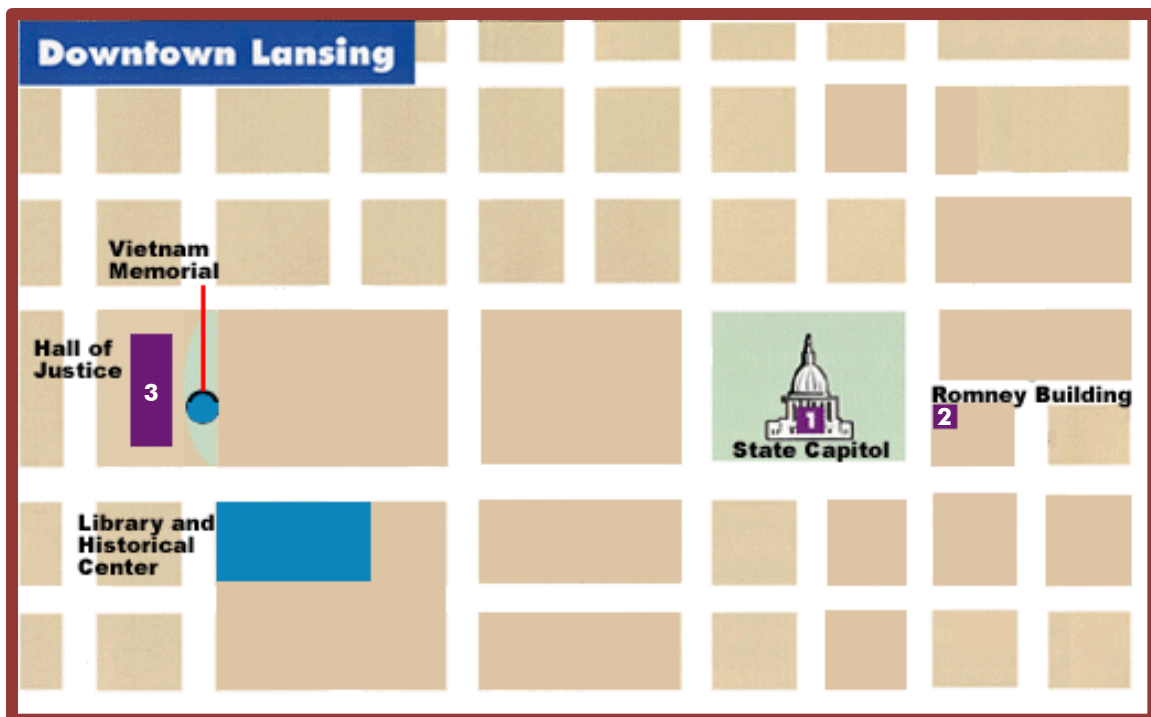 Downtown Lansing
Vietnam
Memorial
Hall of
Justice
3
1
State Capitol
Romney Building
2
Library and
Historical
Center